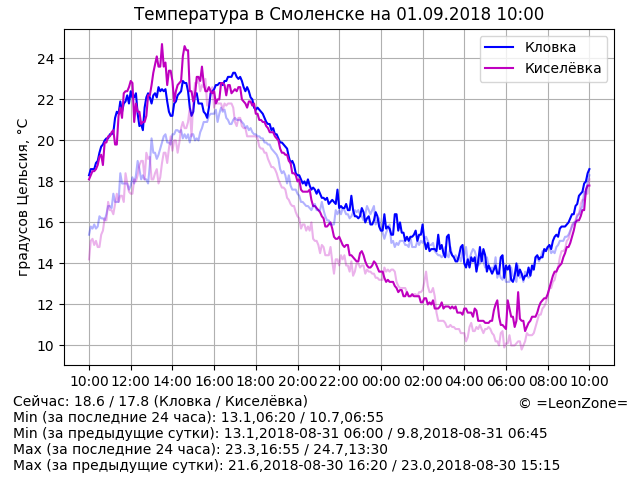 Температура в Смоленске на 01.09.2018 10:00
Кловка
Киселёвка
градусов Цельсия, °C
24
22
20
18
16
14
12
10
10:00 12:00 14:00 16:00 18:00 20:00 22:00 00:00 02:00 04:00 06:00 08:00 10:00
Сейчас: 18.6 / 17.8 (Кловка / Киселёвка)
© =LeonZone=
Min (за последние 24 часа): 13.1,06:20 / 10.7,06:55
Min (за предыдущие сутки): 13.1,2018-08-31 06:00 / 9.8,2018-08-31 06:45
Max (за последние 24 часа): 23.3,16:55 / 24.7,13:30
Max (за предыдущие сутки): 21.6,2018-08-30 16:20 / 23.0,2018-08-30 15:15